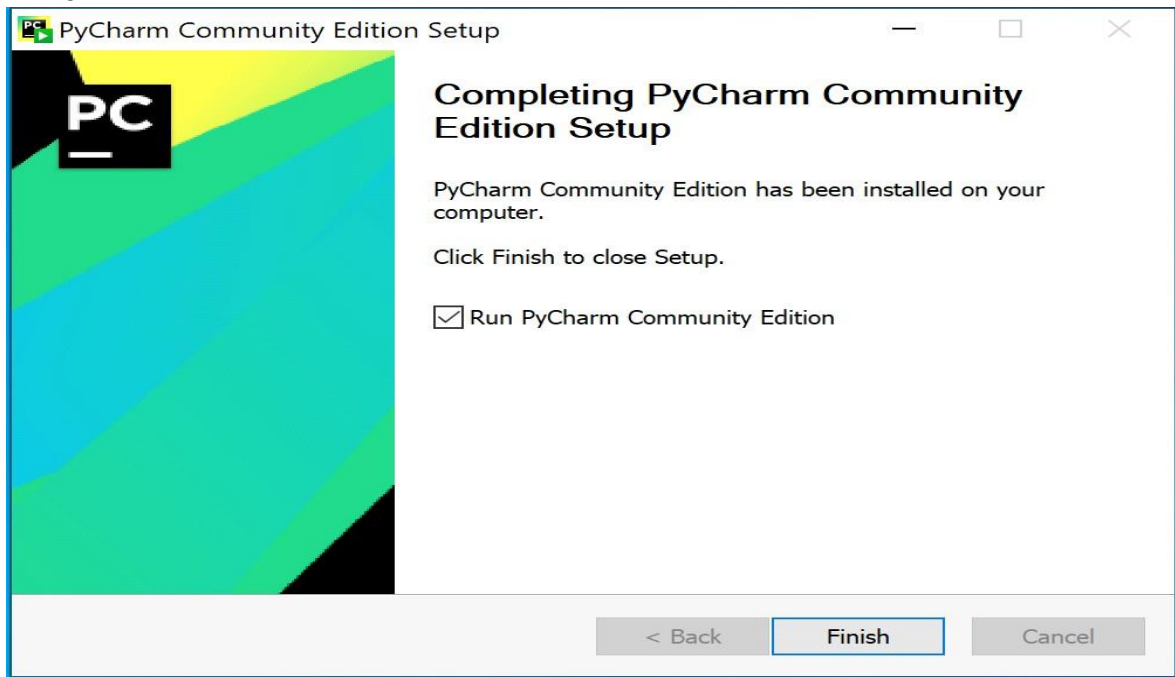 PyCharm Community Edition Setup
PC
Completing PyCharm Community
Edition Setup
PyCharm Community Edition has been installed on your
computer.
Click Finish to close Setup.
Run PyCharm Community Edition
< Back Finish Cancel